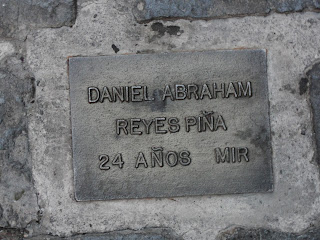 DANIEL ABRAHAM
REYES PIÑA
24 AÑOS MIR